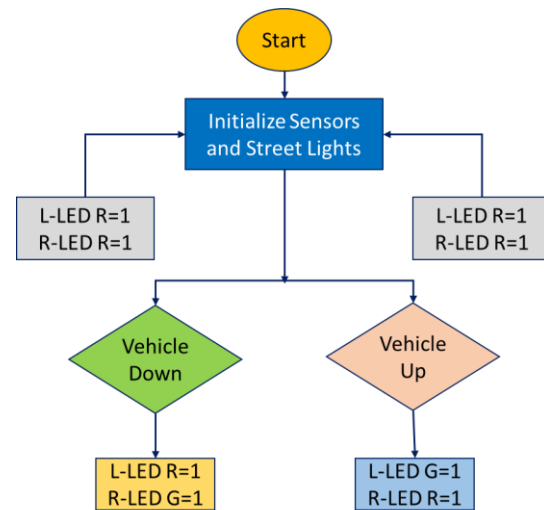 Start
Initialize Sensors
and Street Lights
L-LED R=1
R-LED R=1
L-LED R=1
R-LED R=1
Vehicle
Down
Vehicle
Up
L-LED R=1
R-LED G=1
L-LED G=1
R-LED R=1